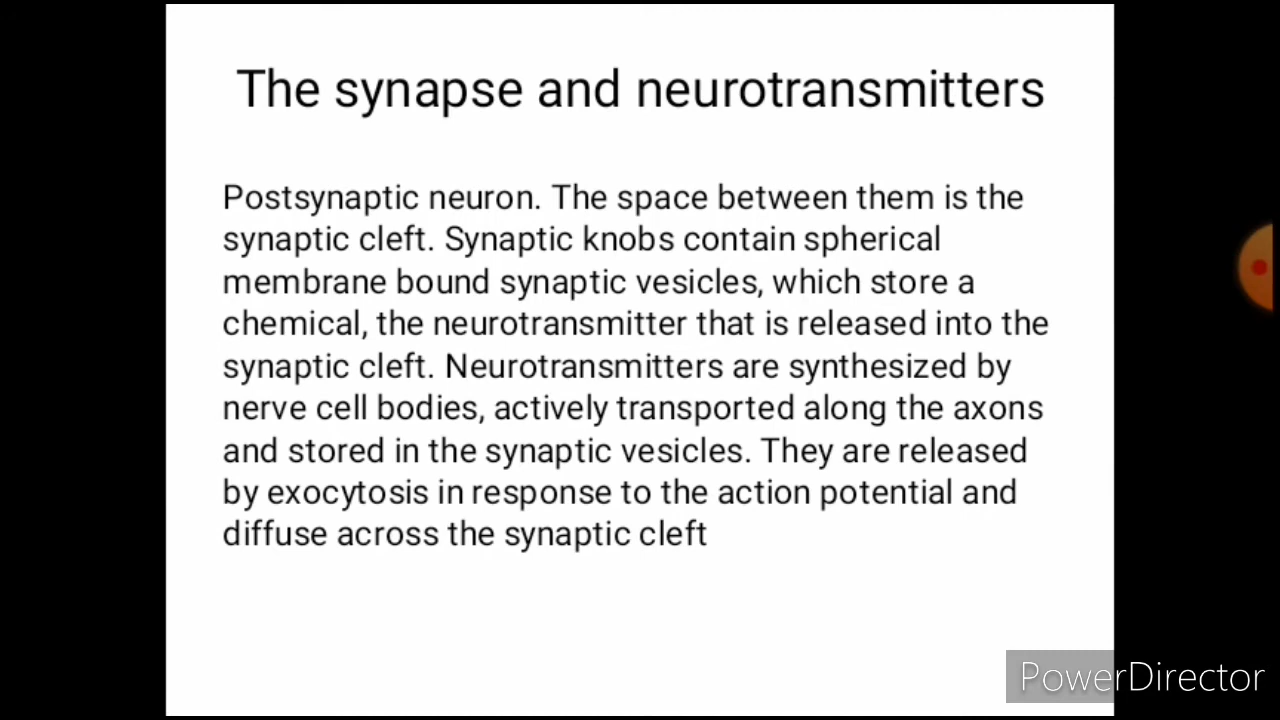 The synapse and neurotransmitters
Postsynaptic neuron. The space between them is the
synaptic cleft. Synaptic knobs contain spherical
membrane bound synaptic vesicles, which store a
chemical, the neurotransmitter that is released into the
synaptic cleft. Neurotransmitters are synthesized by
nerve cell bodies, actively transported along the axons
and stored in the synaptic vesicles. They are released
by exocytosis in response to the action potential and
diffuse across the synaptic cleft
PowerDirector